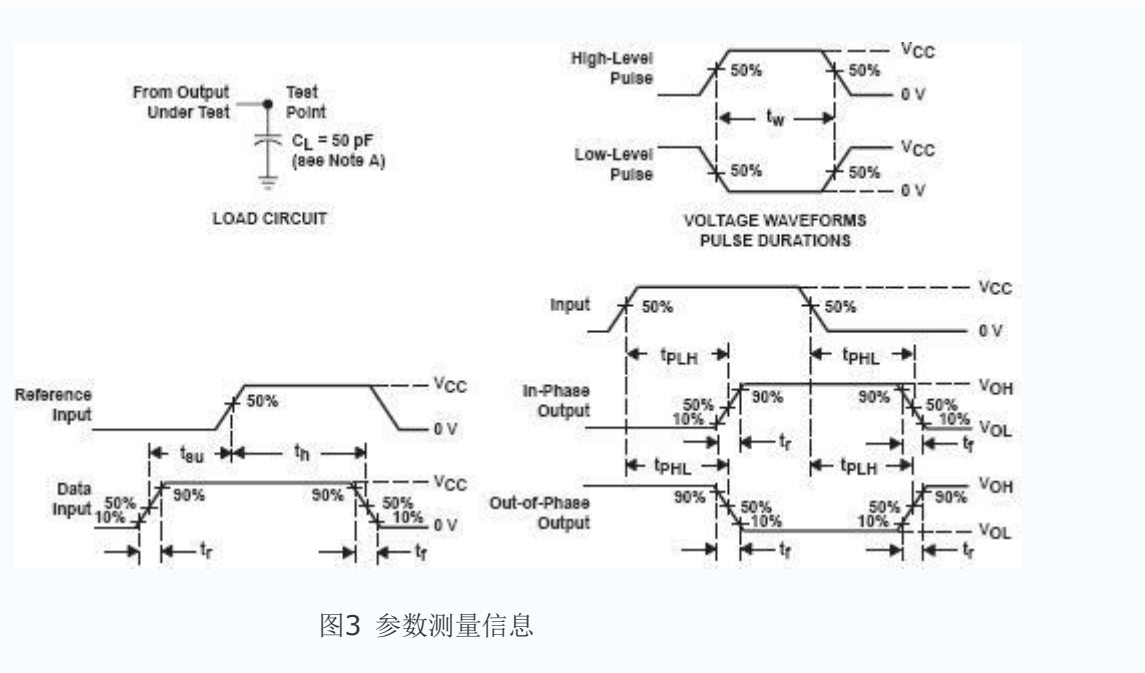 From Output
Under Test
Test
Point
CL = 50 pF
(see Note A)
LOAD CIRCUIT
High-Level
Pulse
50%
50%
VCC
0 V
tw
Low-Level
Pulse
50%
50%
VCC
0 V
VOLTAGE WAVEFORMS
PULSE DURATIONS
Reference
Input
50%
VCC
0 V
tsu
th
Data
Input
50%
10%
90%
90%
50%
10%
VCC
0 V
tr
tf
Input
50%
50%
VCC
0 V
tPLH
tPHL
In-Phase
Output
50%
10%
90%
90%
50%
10%
VOH
VOL
tr
tf
tPHL
tPLH
Out-of-Phase
Output
90%
50%
10%
50%
10%
90%
VOH
VOL
tf
tr
图3 参数测量信息